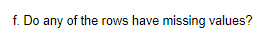 f. Do any of the rows have missing values?